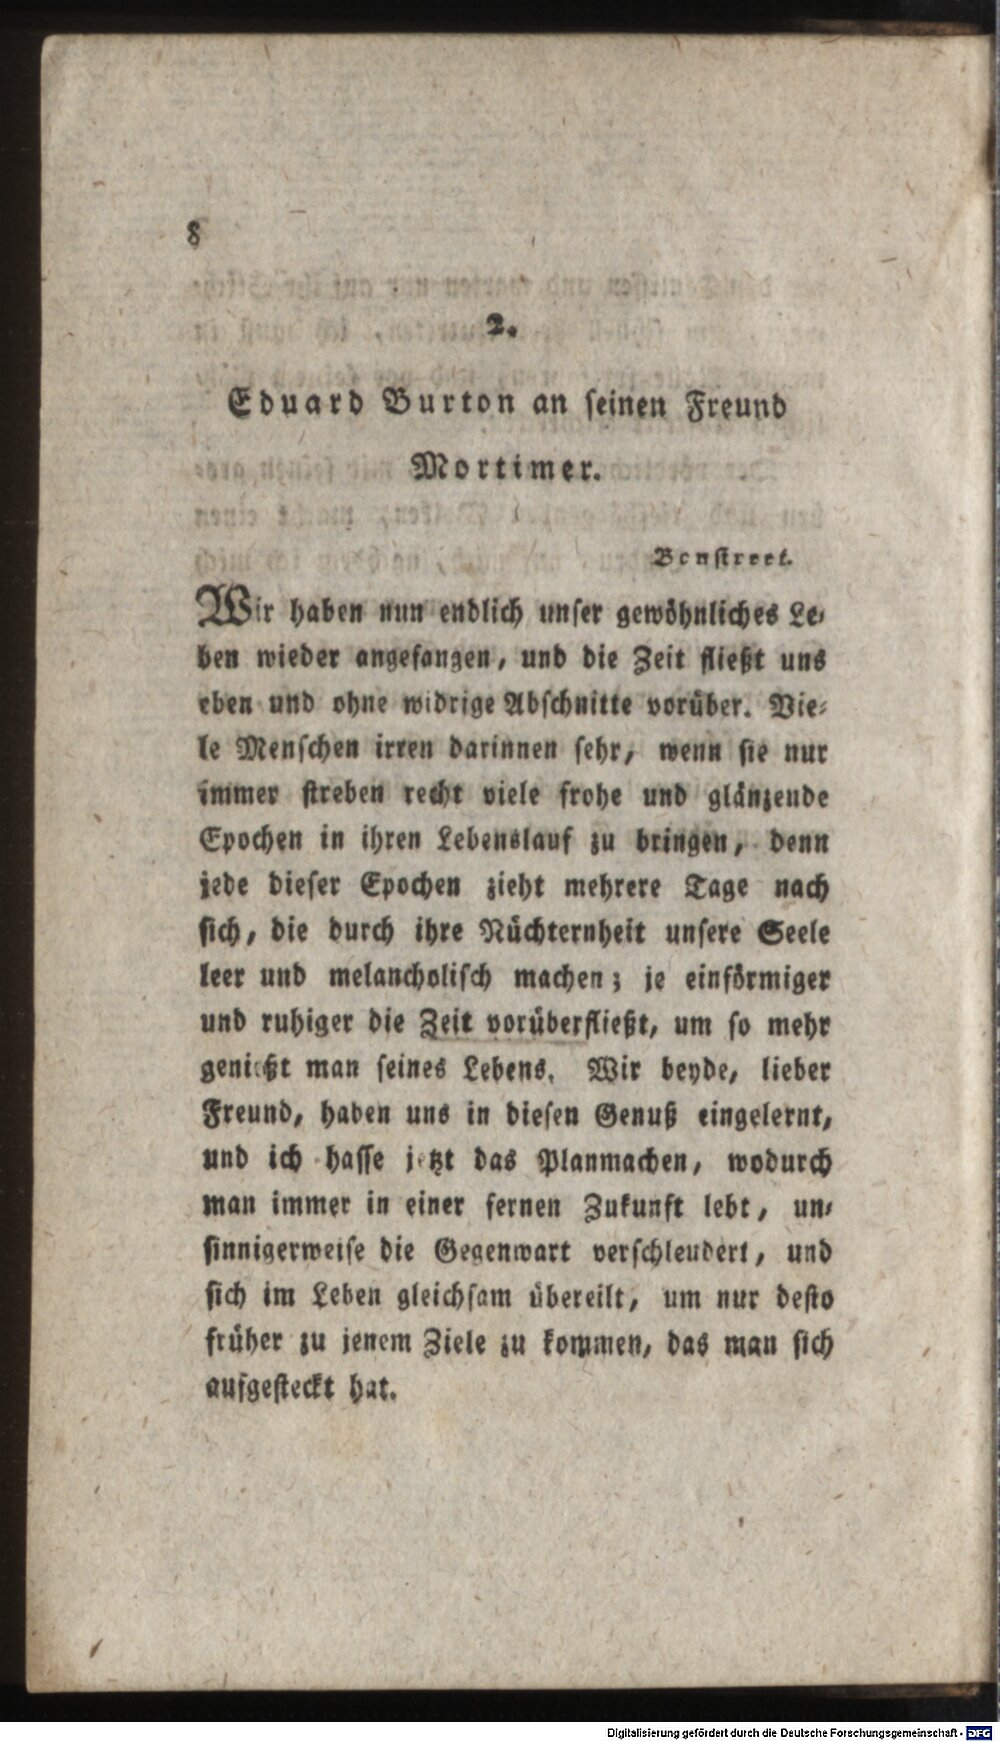 8
2.
Eduard Burton an seinen Freund
Mortimer.
Bonstreet.
Wir haben nun endlich unser gewöhnliches Le-
ben wieder angefangen, und die Zeit fließt uns
eben und ohne widrige Abschnitte vorüber. Vie-
le Menschen irren darinnen sehr, wenn sie nur
immer streben recht viele frohe und glänzende
Epochen in ihren Lebenslauf zu bringen, denn
jede dieser Epochen zieht mehrere Tage nach
sich, die durch ihre Nüchternheit unsere Seele
leer und melancholisch machen; je einförmiger
und ruhiger die Zeit vorüberfließt, um so mehr
genießt man seines Lebens. Wir beyde, lieber
Freund, haben uns in diesen Genuß eingelernt,
und ich hasse jetzt das Planmachen, wodurch
man immer in einer fernen Zukunft lebt, un-
sinnigerweise die Gegenwart verschleudert, und
sich im Leben gleichsam übereilt, um nur desto
früher zu jenem Ziele zu kommen, das man sich
aufgesteckt hat.
Digitalisierung gefördert durch die Deutsche Forschungsgemeinschaft - DFG